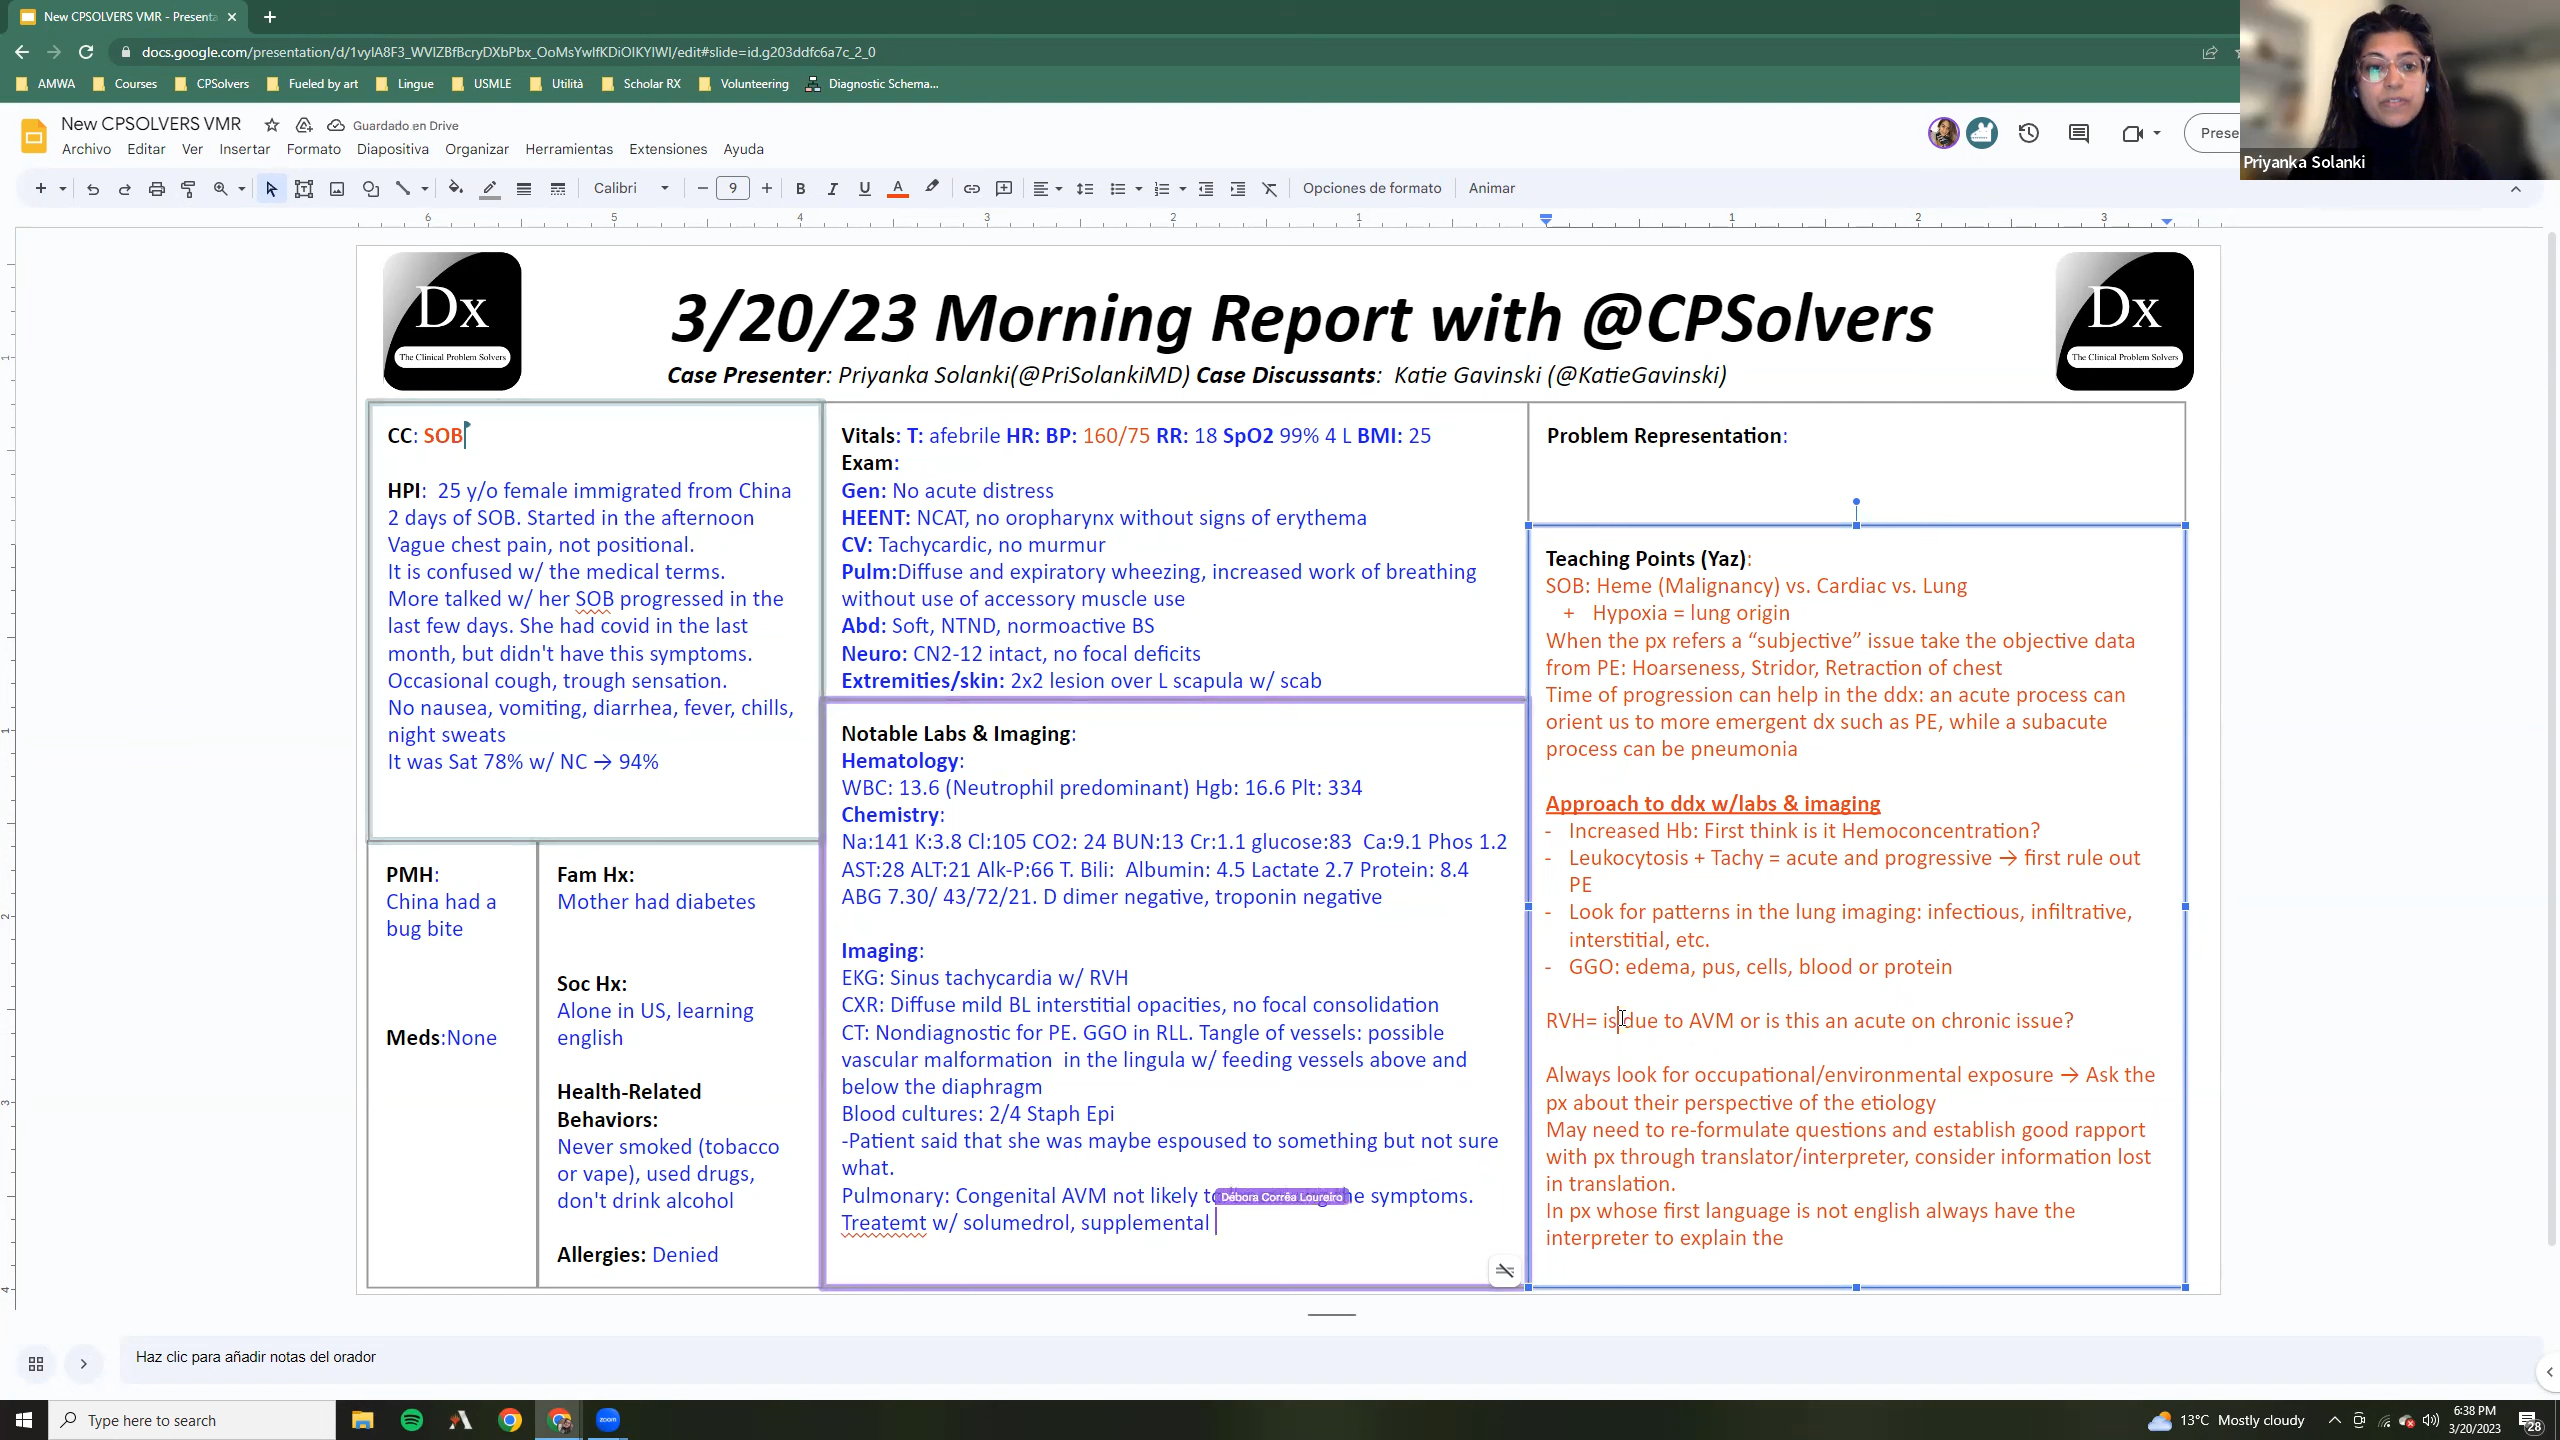 New CPSOLVERS VMR - Presenta
docs.google.com/presentation/d/1vyIA8F3_WVIZBfBcryDXbPbx_OoMsYwlfKDiOIKYIWI/edit#slide=id.g203ddfc6a7c_2_0
AMWA Courses CPSolvers Fueled by art Lingue USMLE Utilità Scholar RX Volunteering Diagnostic Schema...
New CPSOLVERS VMR Guardado en Drive
Archivo Editar Ver Insertar Formato Diapositiva Organizar Herramientas Extensiones Ayuda
Prese
Priyanka Solanki
Calibri 9 Opciones de formato Animar
6 5 4 3 2 1 1 2 3
Dx
The Clinical Problem Solvers
3/20/23 Morning Report with @CPSolvers
Case Presenter: Priyanka Solanki(@PriSolankiMD) Case Discussants: Katie Gavinski (@KatieGavinski)
Dx
The Clinical Problem Solvers
CC: SOB
HPI: 25 y/o female immigrated from China
2 days of SOB. Started in the afternoon
Vague chest pain, not positional.
It is confused w/ the medical terms.
More talked w/ her SOB progressed in the
last few days. She had covid in the last
month, but didn't have this symptoms.
Occasional cough, trough sensation.
No nausea, vomiting, diarrhea, fever, chills,
night sweats
It was Sat 78% w/ NC → 94%
PMH:
China had a
bug bite
Meds:None
Fam Hx:
Mother had diabetes
Soc Hx:
Alone in US, learning
english
Health-Related
Behaviors:
Never smoked (tobacco
or vape), used drugs,
don't drink alcohol
Allergies: Denied
Vitals: T: afebrile HR: BP: 160/75 RR: 18 SpO2 99% 4 L BMI: 25
Exam:
Gen: No acute distress
HEENT: NCAT, no oropharynx without signs of erythema
CV: Tachycardic, no murmur
Pulm:Diffuse and expiratory wheezing, increased work of breathing
without use of accessory muscle use
Abd: Soft, NTND, normoactive BS
Neuro: CN2-12 intact, no focal deficits
Extremities/skin: 2x2 lesion over L scapula w/ scab
Notable Labs & Imaging:
Hematology:
WBC: 13.6 (Neutrophil predominant) Hgb: 16.6 Plt: 334
Chemistry:
Na:141 K:3.8 Cl:105 CO2: 24 BUN:13 Cr:1.1 glucose:83 Ca:9.1 Phos 1.2
AST:28 ALT:21 Alk-P:66 T. Bili: Albumin: 4.5 Lactate 2.7 Protein: 8.4
ABG 7.30/ 43/72/21. D dimer negative, troponin negative
Imaging:
EKG: Sinus tachycardia w/ RVH
CXR: Diffuse mild BL interstitial opacities, no focal consolidation
CT: Nondiagnostic for PE. GGO in RLL. Tangle of vessels: possible
vascular malformation in the lingula w/ feeding vessels above and
below the diaphragm
Blood cultures: 2/4 Staph Epi
-Patient said that she was maybe espoused to something but not sure
what.
Pulmonary: Congenital AVM not likely to Débora Corrêa Loureiro symptoms.
Treatemt w/ solumedrol, supplemental
Problem Representation:
Teaching Points (Yaz):
SOB: Heme (Malignancy) vs. Cardiac vs. Lung
+ Hypoxia = lung origin
When the px refers a “subjective” issue take the objective data
from PE: Hoarseness, Stridor, Retraction of chest
Time of progression can help in the ddx: an acute process can
orient us to more emergent dx such as PE, while a subacute
process can be pneumonia
Approach to ddx w/labs & imaging
- Increased Hb: First think is it Hemoconcentration?
- Leukocytosis + Tachy = acute and progressive → first rule out
PE
- Look for patterns in the lung imaging: infectious, infiltrative,
interstitial, etc.
- GGO: edema, pus, cells, blood or protein
RVH= is due to AVM or is this an acute on chronic issue?
Always look for occupational/environmental exposure → Ask the
px about their perspective of the etiology
May need to re-formulate questions and establish good rapport
with px through translator/interpreter, consider information lost
in translation.
In px whose first language is not english always have the
interpreter to explain the
Haz clic para añadir notas del orador
Type here to search
zoom
13°C Mostly cloudy
6:38 PM
3/20/2023
28